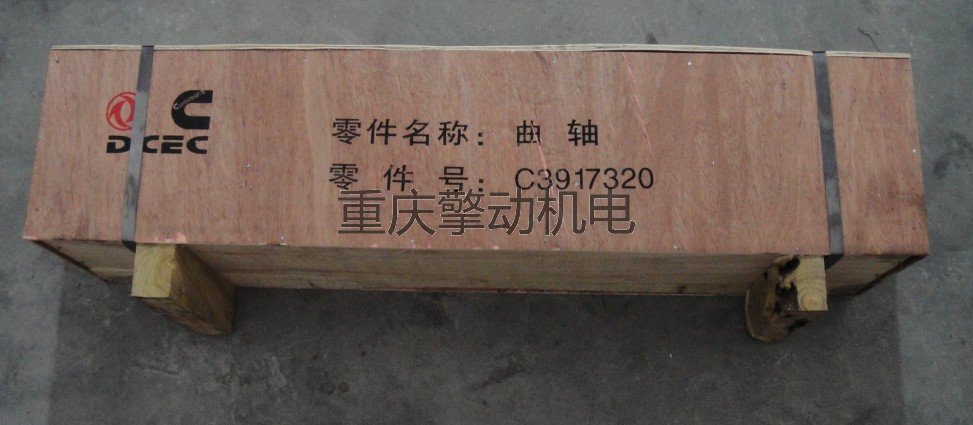 Cummins
DCEC
零件名称：曲轴
零件号：C3917320
重庆擎动机电